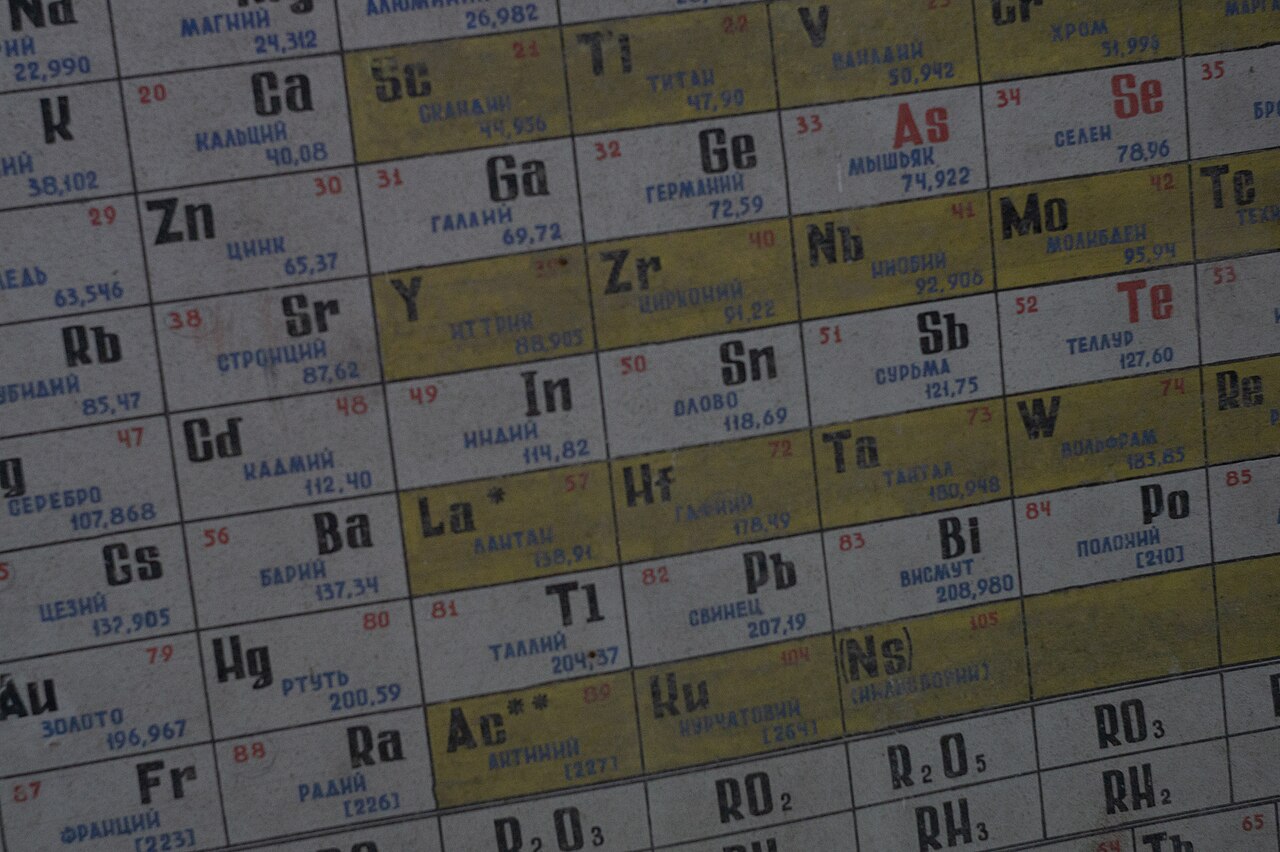 Na
22,990
МАГНИЙ
24,312
26,982
К
38,102
20 Ca
КАЛЬЦИЙ
40,08
Sc 21
СКАНДИЙ
44,956
Ti 22
ТИТАН
47,90
V 23
ВАНАДИЙ
50,942
Cr
ХРОМ
51,996
29
63,546
Zn 30
ЦИНК
65,37
31 Ga
ГАЛЛИЙ
69,72
32 Ge
ГЕРМАНИЙ
72,59
33 As
МЫШЬЯК
74,922
34 Se
СЕЛЕН
78,96
35
Rb
85,47
38 Sr
СТРОНЦИЙ
87,62
Y
ИТТРИЙ
88,905
Zr 40
ЦИРКОНИЙ
91,22
Nb 41
НИОБИЙ
92,906
Mo 42
МОЛИБДЕН
95,94
Tc
47
СЕРЕБРО
107,868
Cd 48
КАДМИЙ
112,40
49 In
ИНДИЙ
114,82
50 Sn
ОЛОВО
118,69
51 Sb
СУРЬМА
121,75
52 Te
ТЕЛЛУР
127,60
53
Cs
ЦЕЗИЙ
132,905
56 Ba
БАРИЙ
137,34
La* 57
ЛАНТАН
138,91
Hf 72
ГАФНИЙ
178,49
Ta 73
ТАНТАЛ
180,948
W 74
ВОЛЬФРАМ
183,85
Re
Au 79
ЗОЛОТО
196,967
Hg 80
РТУТЬ
200,59
81 Tl
ТАЛЛИЙ
204,37
82 Pb
СВИНЕЦ
207,19
83 Bi
ВИСМУТ
208,980
84 Po
ПОЛОНИЙ
[210]
85
87 Fr
ФРАНЦИЙ
[223]
88 Ra
РАДИЙ
[226]
Ac** 89
АКТИНИЙ
[227]
Ku 104
КУРЧАТОВИЙ
[264]
(Ns) 105
(НИЛЬСБОРИЙ)
R₂O₃
RO₂
R₂O₅
RO₃
RH₃
RH₂
64
Tb 65